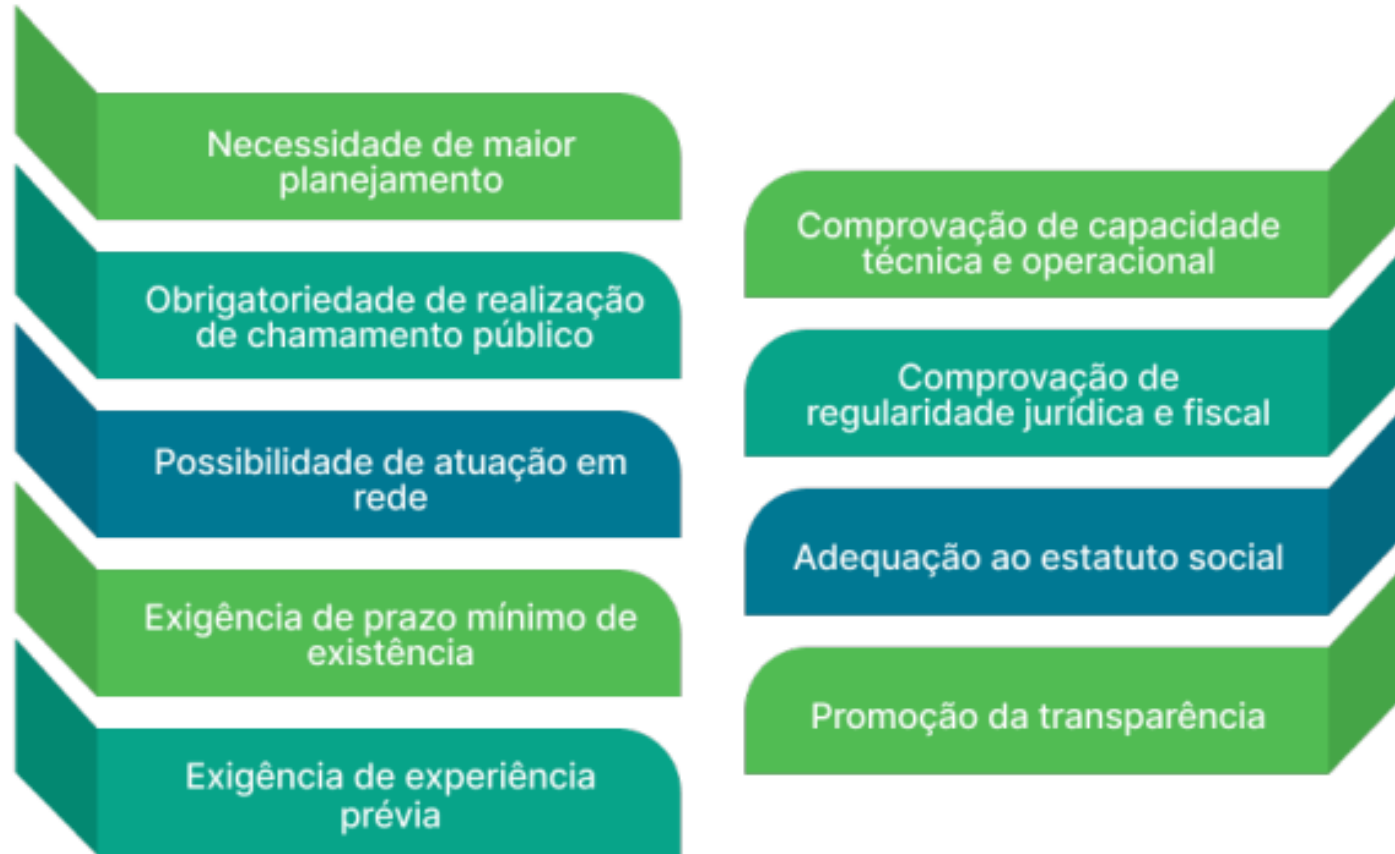 Necessidade de maior
planejamento
Obrigatoriedade de realização
de chamamento público
Possibilidade de atuação em
rede
Exigência de prazo mínimo de
existência
Exigência de experiência
prévia
Comprovação de capacidade
técnica e operacional
Comprovação de
regularidade jurídica e fiscal
Adequação ao estatuto social
Promoção da transparência